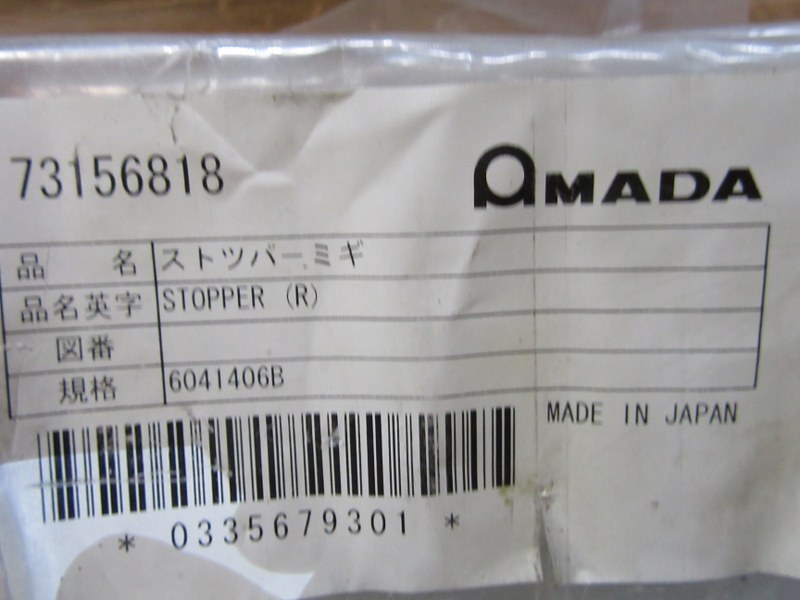 73156818
AMADA
品 名 ストツパーミギ
品名英字 STOPPER (R)
図番
規格 6041406B
MADE IN JAPAN
* 0335679301 *